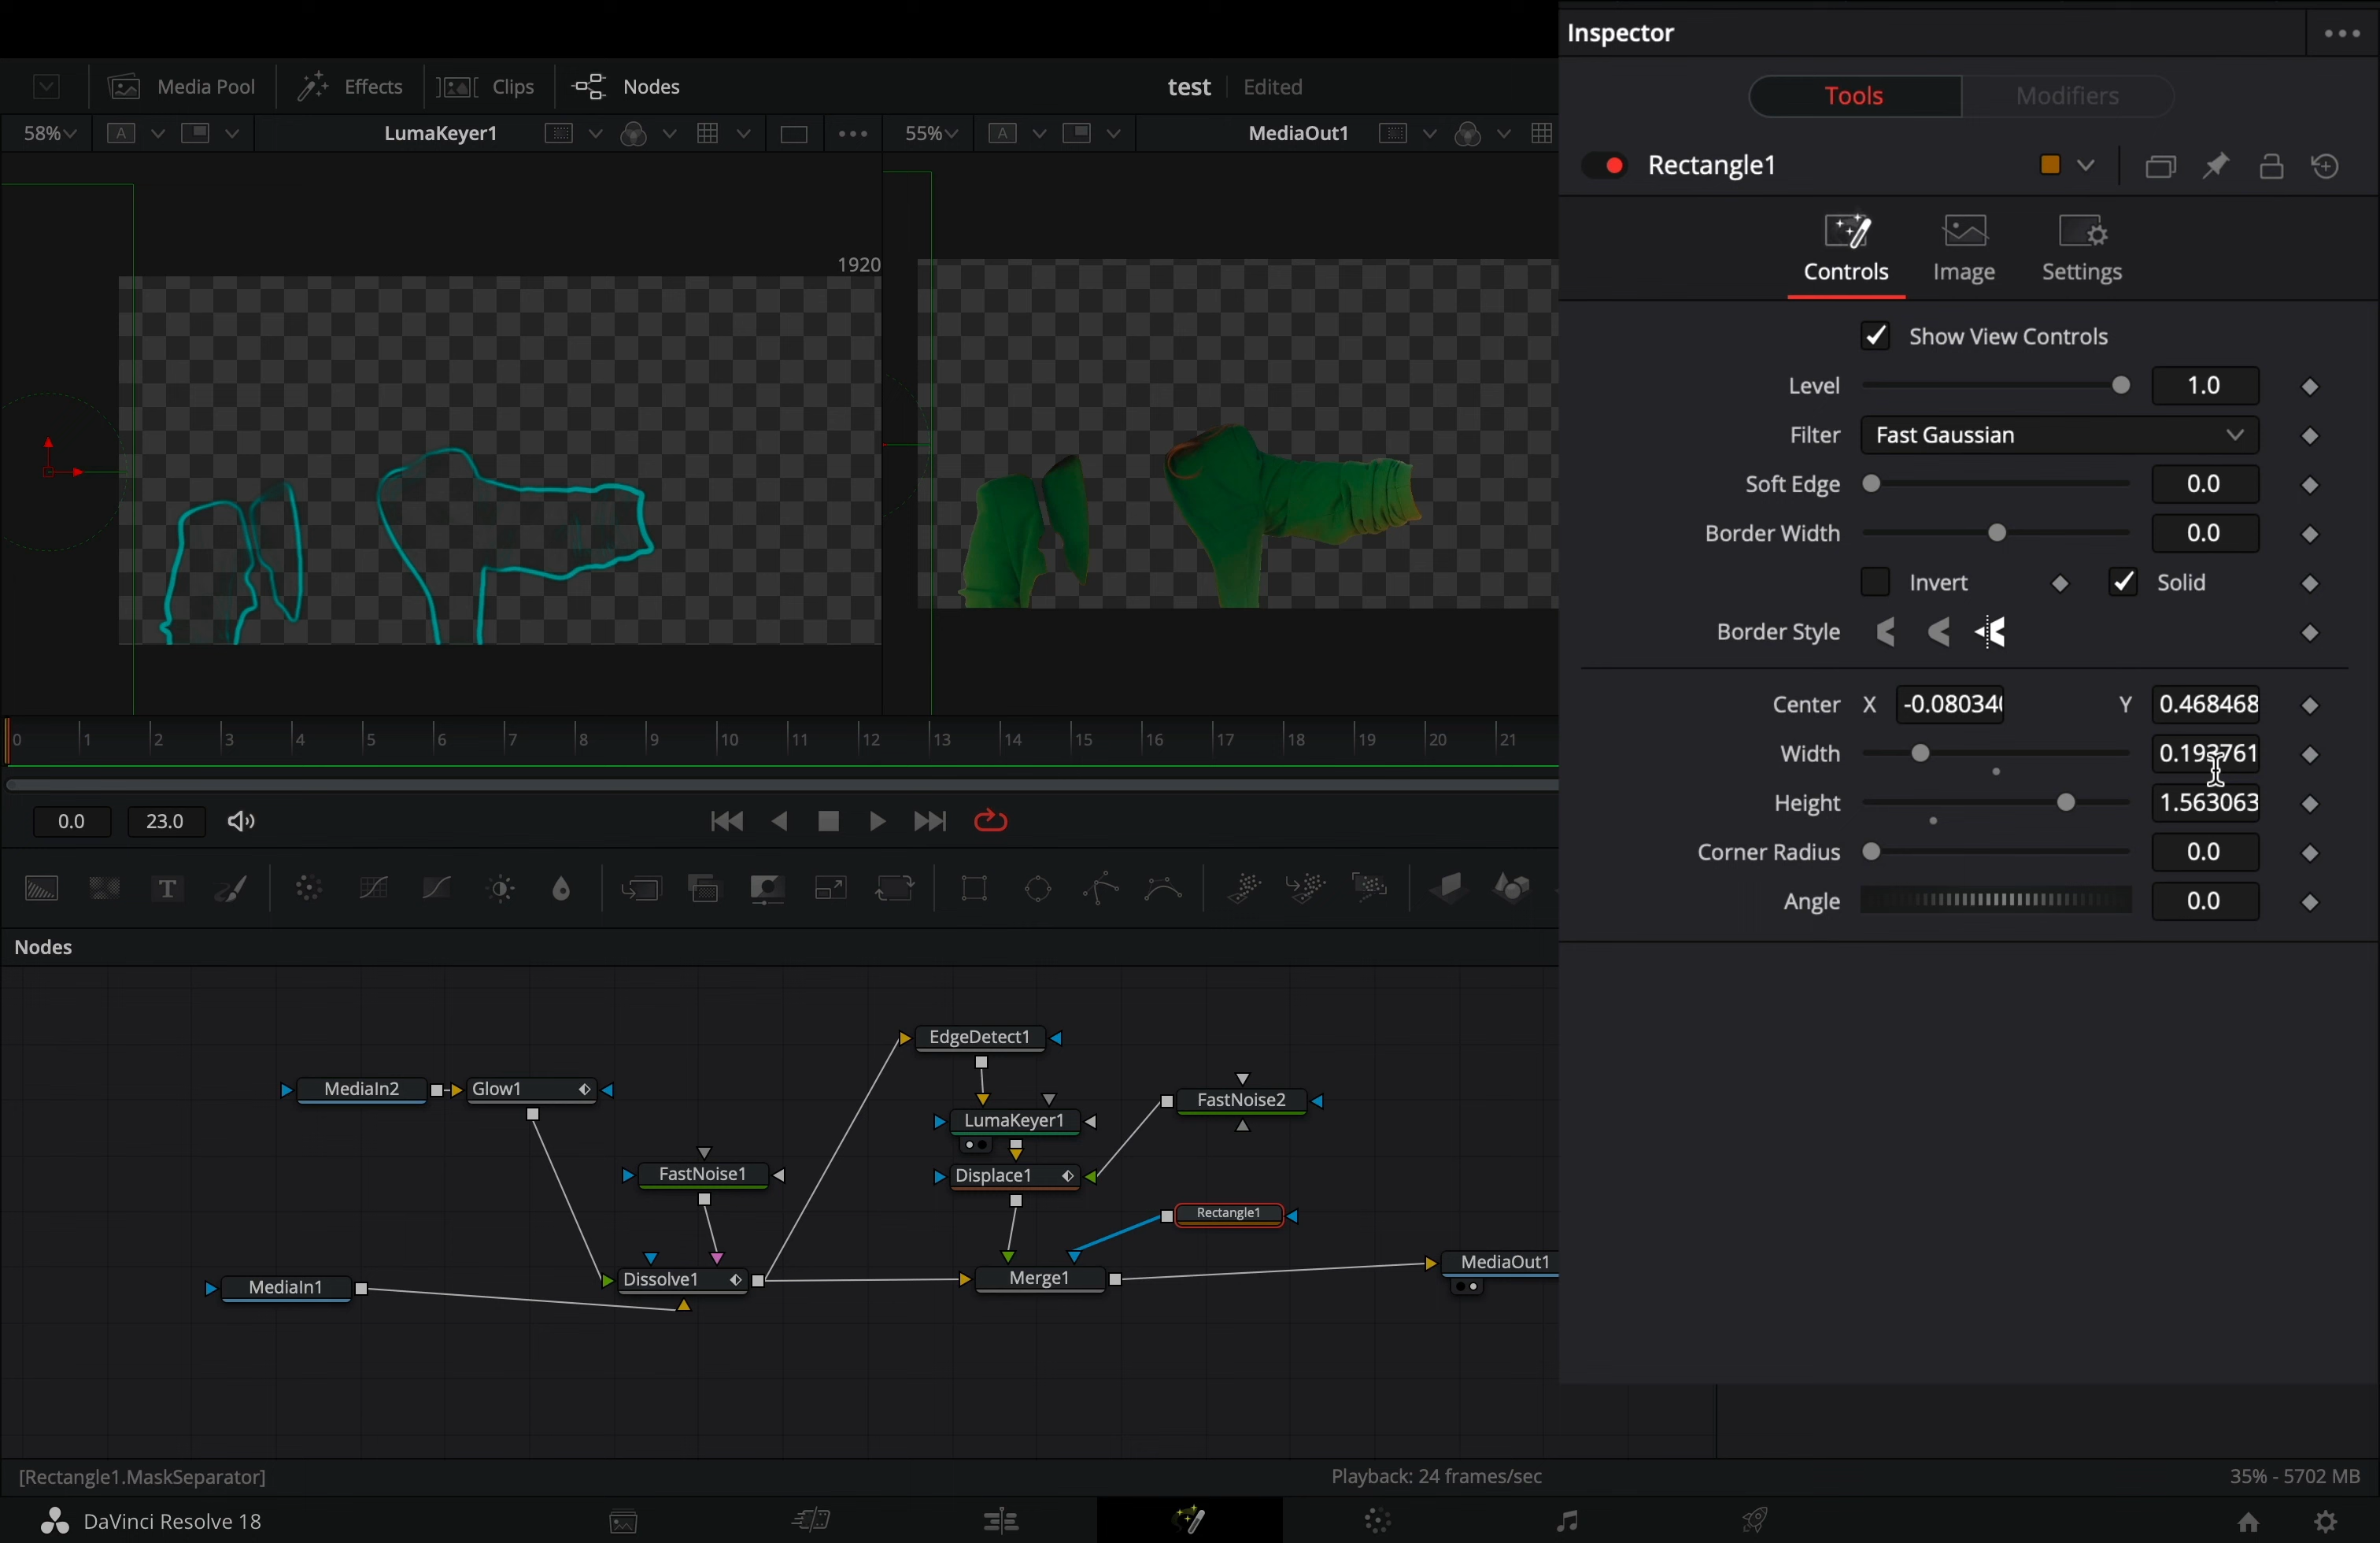 Inspector
Media Pool Effects Clips Nodes test Edited
Tools Modifiers
58% A LumaKeyer1 55% A MediaOut1
Rectangle1
Controls Image Settings
1920
Show View Controls
Level 1.0
Filter Fast Gaussian
Soft Edge 0.0
Border Width 0.0
Invert Solid
Border Style
Center X -0.080340 Y 0.468468
0 1 2 3 4 5 6 7 8 9 10 11 12 13 14 15 16 17 18 19 20 21
Width 0.193761
Height 1.563063
0.0 23.0
Corner Radius 0.0
T
Angle 0.0
Nodes
EdgeDetect1
MediaIn2 Glow1
FastNoise2
LumaKeyer1
FastNoise1 Displace1
Rectangle1
MediaOut1
Dissolve1 Merge1
MediaIn1
[Rectangle1.MaskSeparator] Playback: 24 frames/sec 35% - 5702 MB
DaVinci Resolve 18